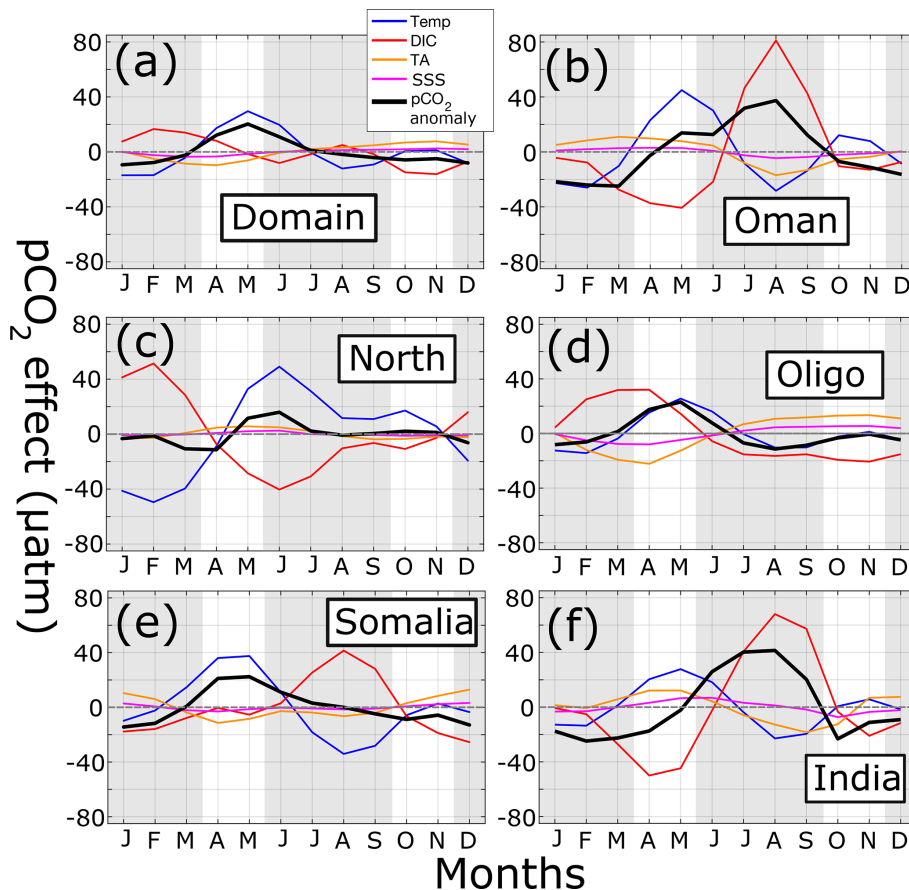 Temp
DIC
TA
SSS
pCO₂
anomaly
(a)
Domain
80
40
0
-40
-80
J F M A M J J A S O N D
(b)
Oman
80
40
0
-40
-80
J F M A M J J A S O N D
(c)
North
80
40
0
-40
-80
J F M A M J J A S O N D
(d)
Oligo
80
40
0
-40
-80
J F M A M J J A S O N D
(e)
Somalia
80
40
0
-40
-80
J F M A M J J A S O N D
(f)
India
80
40
0
-40
-80
J F M A M J J A S O N D
pCO₂ effect (μatm)
Months